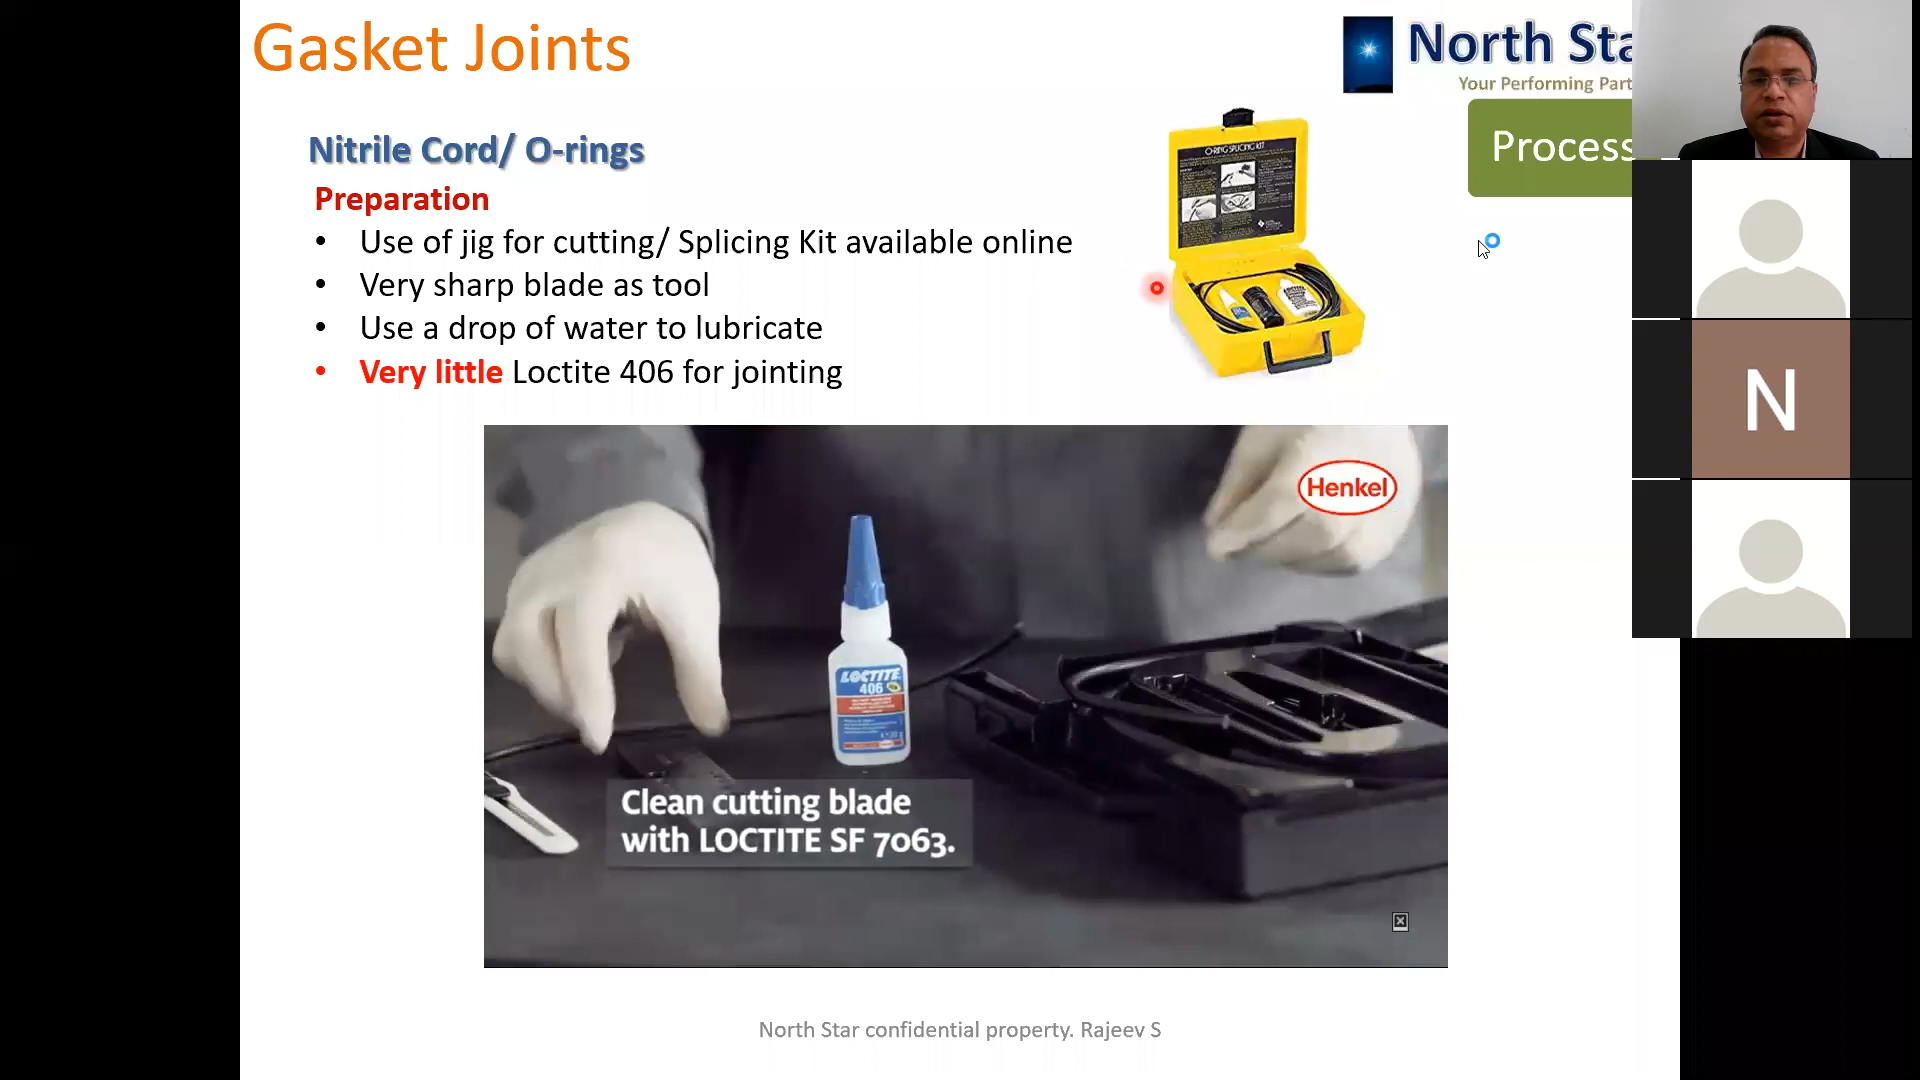 Gasket Joints
North Sta
Your Performing Part
Process
Nitrile Cord/ O-rings
Preparation
• Use of jig for cutting/ Splicing Kit available online
• Very sharp blade as tool
• Use a drop of water to lubricate
• Very little Loctite 406 for jointing
O-RING SPLICING KIT
N
Henkel
LOCTITE
406
Clean cutting blade
with LOCTITE SF 7063.
North Star confidential property. Rajeev S